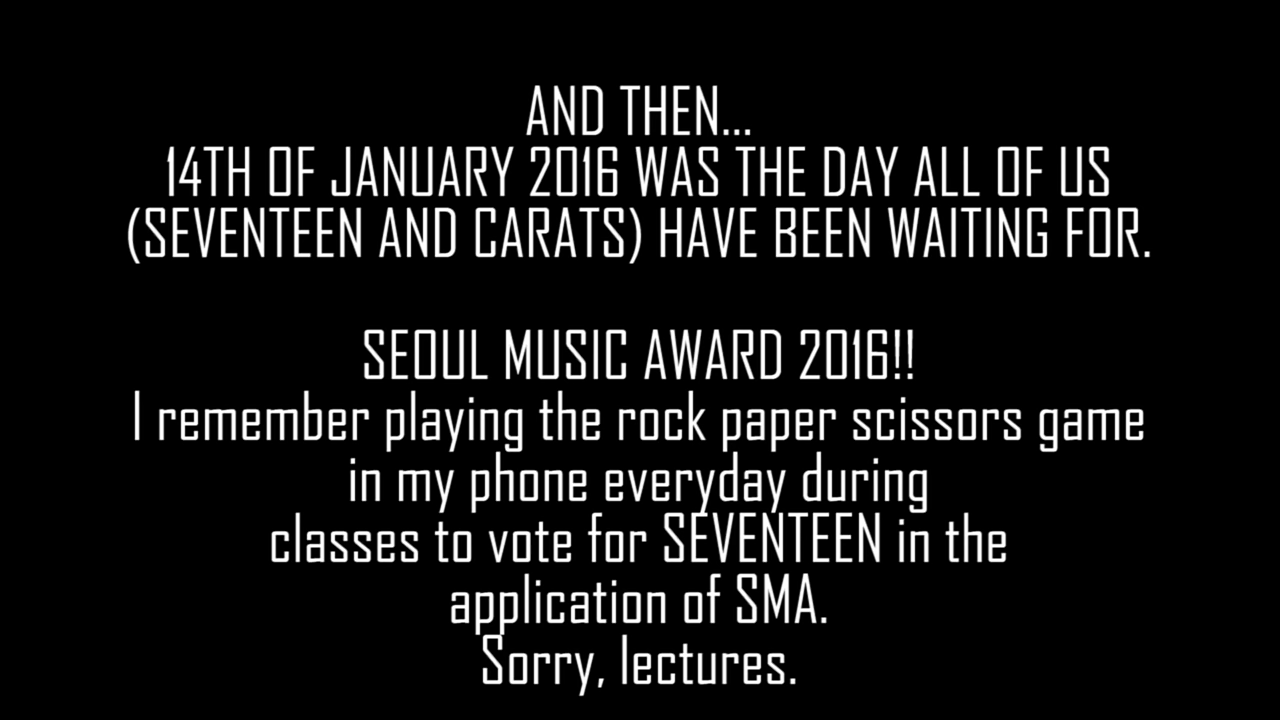 AND THEN...
14TH OF JANUARY 2016 WAS THE DAY ALL OF US
(SEVENTEEN AND CARATS) HAVE BEEN WAITING FOR.
SEOUL MUSIC AWARD 2016!!
I remember playing the rock paper scissors game
in my phone everyday during
classes to vote for SEVENTEEN in the
application of SMA.
Sorry, lectures.